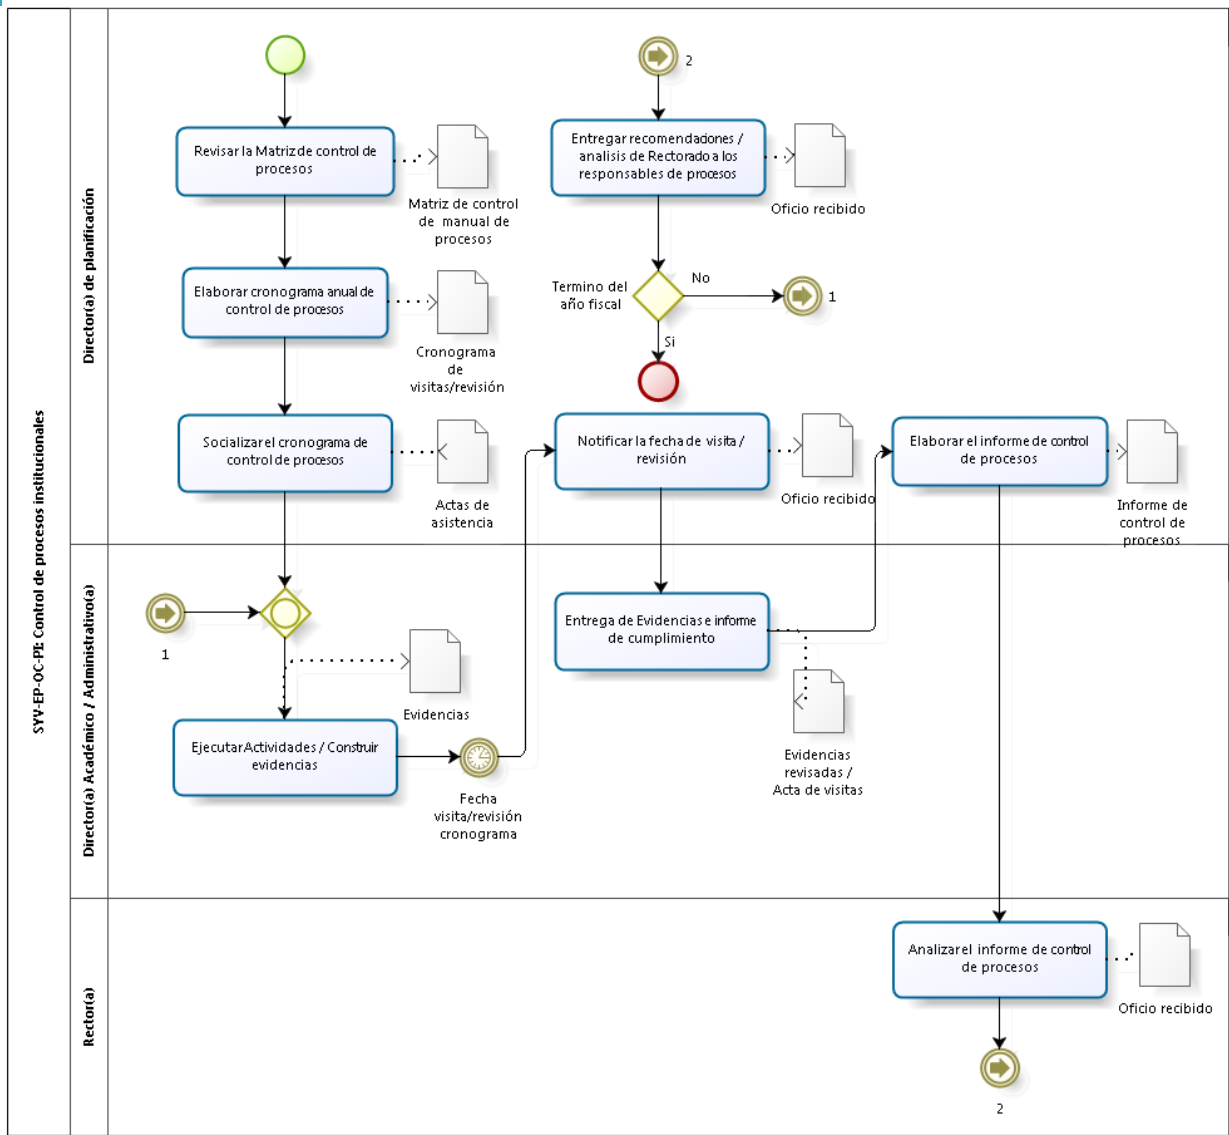 SYV-EP-OC-PI: Control de procesos institucionales
Director(a) de planificación
Revisar la Matriz de control de
procesos
Matriz de control
de manual de
procesos
Elaborar cronograma anual de
control de procesos
Cronograma
de
visitas/revisión
Socializar el cronograma de
control de procesos
Actas de
asistencia
2
Entregar recomendaciones /
analisis de Rectorado a los
responsables de procesos
Oficio recibido
Termino del
año fiscal
No
1
Si
Notificar la fecha de visita /
revisión
Oficio recibido
Elaborar el informe de control
de procesos
Informe de
control de
procesos
Director(a) Académico / Administrativo(a)
1
Evidencias
Ejecutar Actividades / Construir
evidencias
Fecha
visita/revisión
cronograma
Entrega de Evidencias e informe
de cumplimiento
Evidencias
revisadas /
Acta de visitas
Rector(a)
Analizar el informe de control
de procesos
Oficio recibido
2